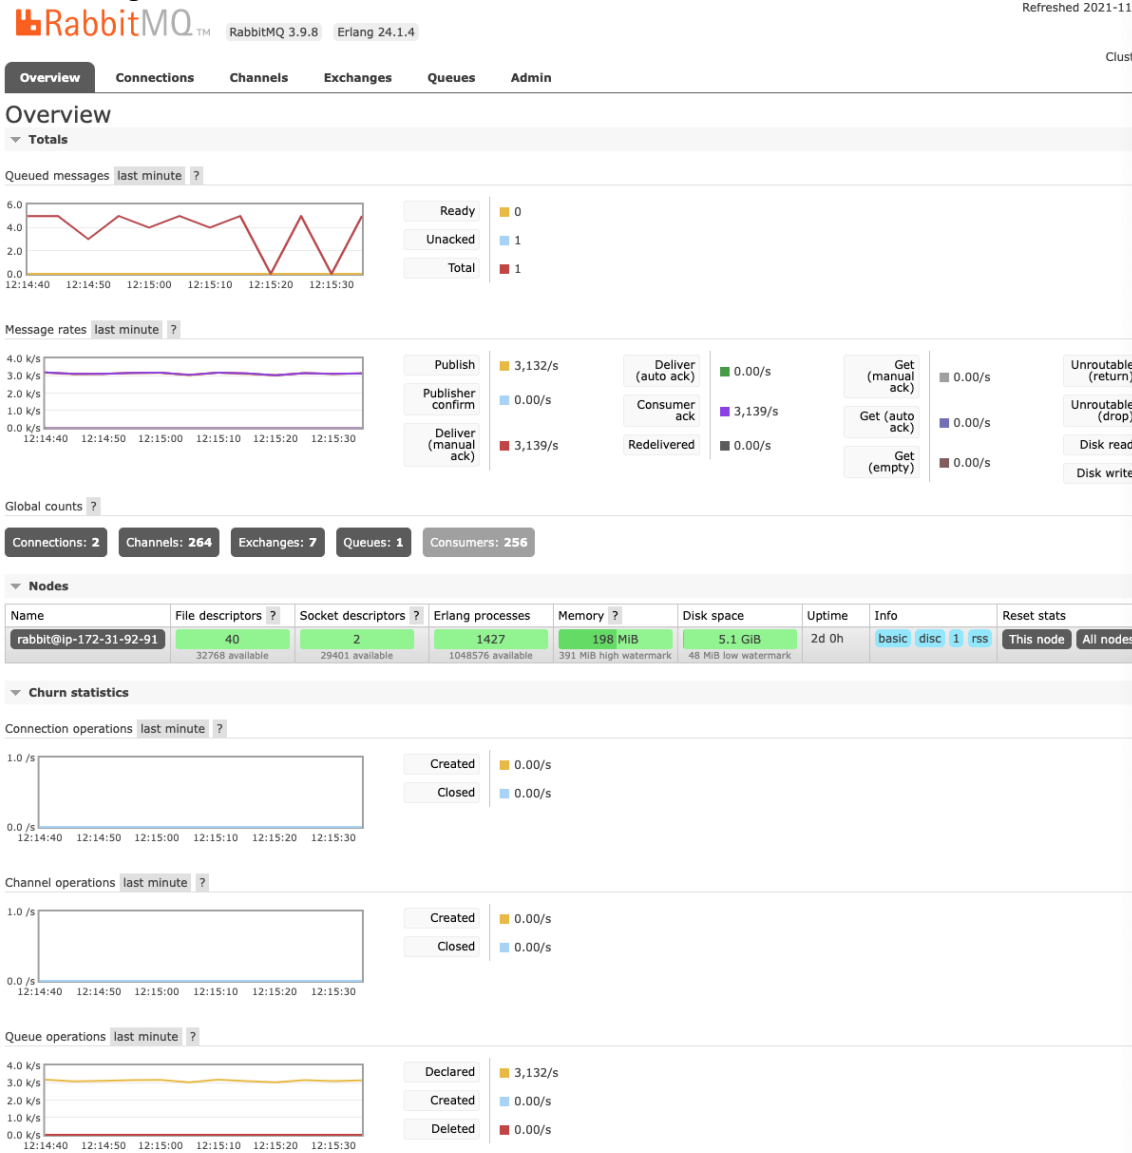 Refreshed 2021-11
RabbitMQ TM RabbitMQ 3.9.8 Erlang 24.1.4
Clust
Overview Connections Channels Exchanges Queues Admin
Overview
Totals
Queued messages last minute ?
6.0
4.0
2.0
0.0
12:14:40 12:14:50 12:15:00 12:15:10 12:15:20 12:15:30
Ready 0
Unacked 1
Total 1
Message rates last minute ?
4.0 k/s
3.0 k/s
2.0 k/s
1.0 k/s
0.0 k/s
12:14:40 12:14:50 12:15:00 12:15:10 12:15:20 12:15:30
Publish 3,132/s
Publisher
confirm 0.00/s
Deliver
(manual
ack) 3,139/s
Deliver
(auto ack) 0.00/s
Consumer
ack 3,139/s
Redelivered 0.00/s
Get
(manual
ack) 0.00/s
Get (auto
ack) 0.00/s
Get
(empty) 0.00/s
Unroutable
(return)
Unroutable
(drop)
Disk read
Disk write
Global counts ?
Connections: 2 Channels: 264 Exchanges: 7 Queues: 1 Consumers: 256
Nodes
Name File descriptors ? Socket descriptors ? Erlang processes Memory ? Disk space Uptime Info Reset stats
rabbit@ip-172-31-92-91 40 2 1427 198 MiB 5.1 GiB 2d 0h basic disc 1 rss This node All nodes
32768 available 29401 available 1048576 available 391 MiB high watermark 48 MiB low watermark
Churn statistics
Connection operations last minute ?
1.0 /s
0.0 /s
12:14:40 12:14:50 12:15:00 12:15:10 12:15:20 12:15:30
Created 0.00/s
Closed 0.00/s
Channel operations last minute ?
1.0 /s
0.0 /s
12:14:40 12:14:50 12:15:00 12:15:10 12:15:20 12:15:30
Created 0.00/s
Closed 0.00/s
Queue operations last minute ?
4.0 k/s
3.0 k/s
2.0 k/s
1.0 k/s
0.0 k/s
12:14:40 12:14:50 12:15:00 12:15:10 12:15:20 12:15:30
Declared 3,132/s
Created 0.00/s
Deleted 0.00/s